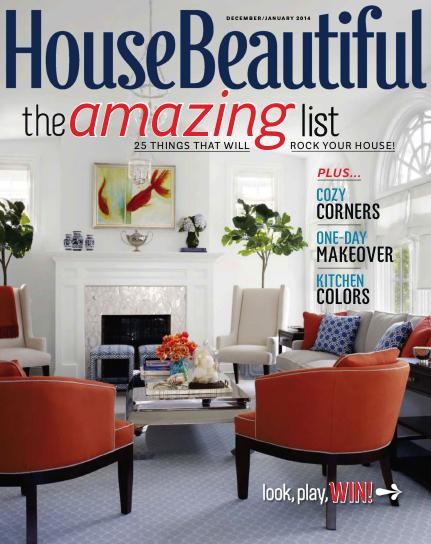 HouseBeautiful
DECEMBER/JANUARY 2014
the amazing list
25 THINGS THAT WILL ROCK YOUR HOUSE!
PLUS...
COZY
CORNERS
ONE-DAY
MAKEOVER
KITCHEN
COLORS
look, play, WIN!